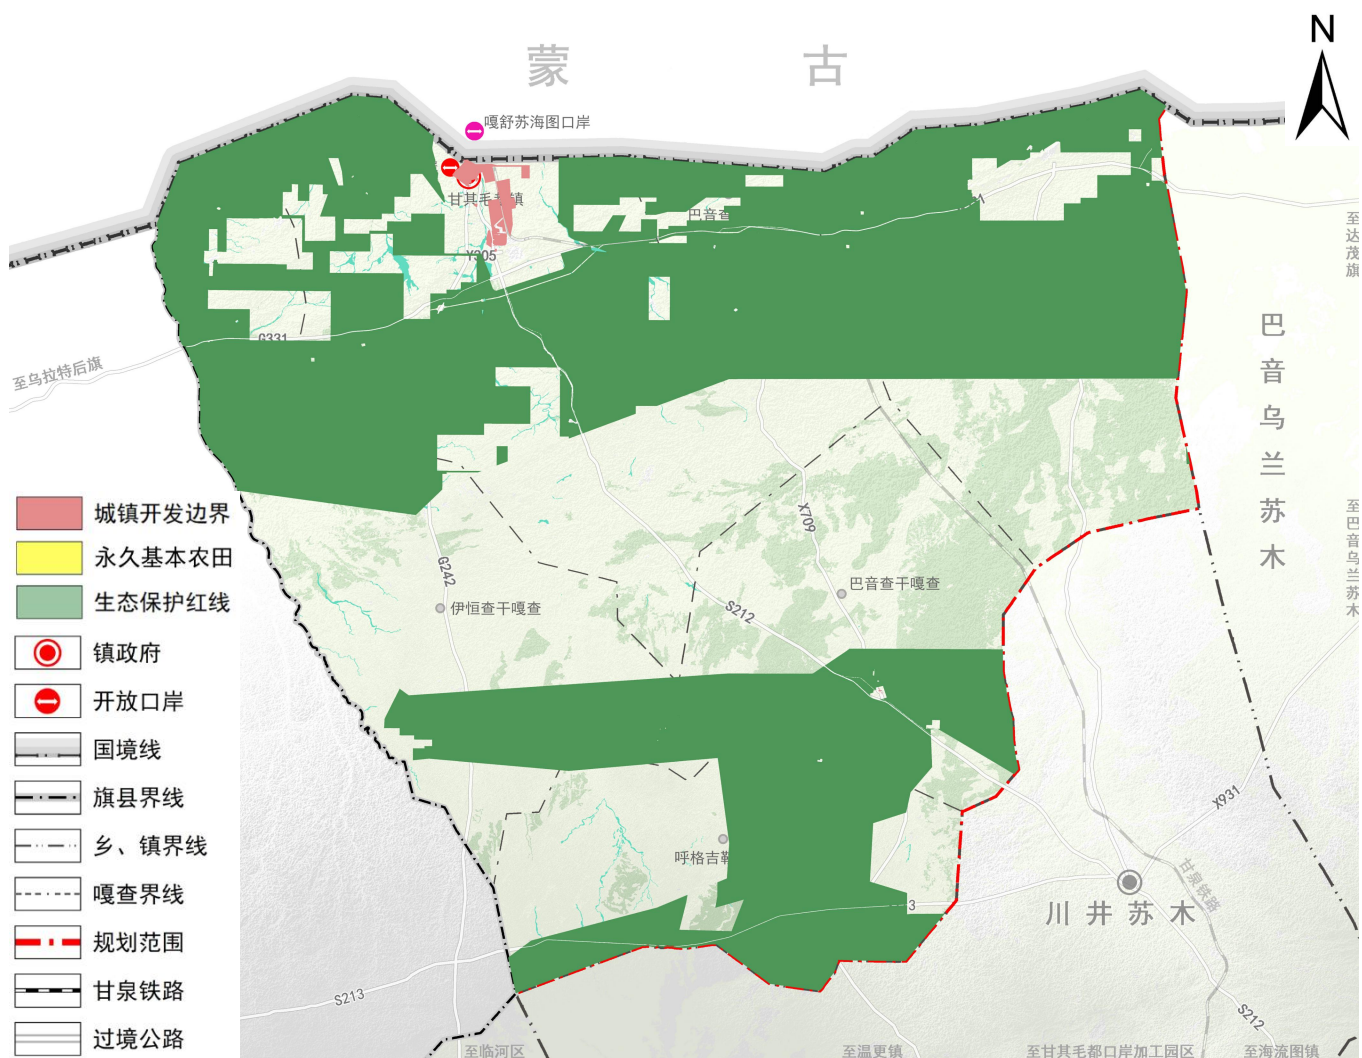 蒙古
N
嘎舒苏海图口岸
甘其毛都镇
巴音查
Y305
G331
至乌拉特后旗
至达茂旗
巴音乌兰苏木
至巴音乌兰苏木
X709
G242
S212
巴音查干嘎查
伊恒查干嘎查
呼格吉勒
X931
甘泉铁路
川井苏木
3
S213
S212
至临河区
至温更镇
至甘其毛都口岸加工园区
至海流图镇
城镇开发边界
永久基本农田
生态保护红线
镇政府
开放口岸
国境线
旗县界线
乡、镇界线
嘎查界线
规划范围
甘泉铁路
过境公路